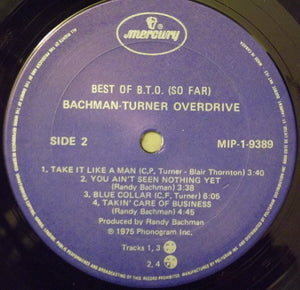 mercury
BEST OF B.T.O. (SO FAR)
BACHMAN-TURNER OVERDRIVE
SIDE 2
MIP-1-9389
1. TAKE IT LIKE A MAN (C.F. Turner - Blair Thornton) 3:40
2. YOU AIN'T SEEN NOTHING YET
(Randy Bachman) 3:38
3. BLUE COLLAR (C.F. Turner) 6:05
4. TAKIN' CARE OF BUSINESS
(Randy Bachman) 4:45
Produced by Randy Bachman
℗ 1975 Phonogram Inc.
Tracks 1, 3
2, 4